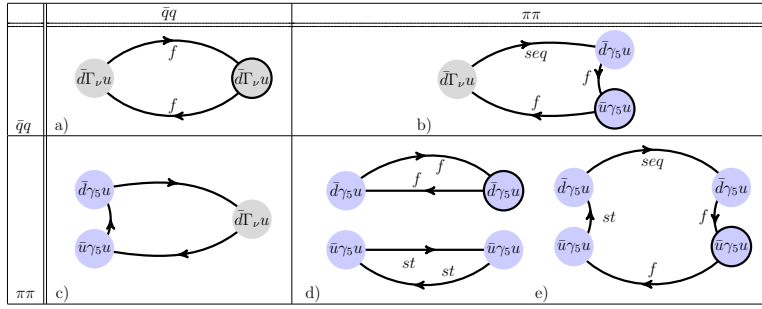 q̄q ππ
f
d̄Γνu d̄Γνu
f
a)
seq d̄γ5u
d̄Γνu f
f ūγ5u
b)
q̄q
d̄γ5u
d̄Γνu
ūγ5u
c)
f
d̄γ5u f d̄γ5u
ūγ5u ūγ5u
st st
d)
seq
d̄γ5u d̄γ5u
st f
ūγ5u ūγ5u
f
e)
ππ